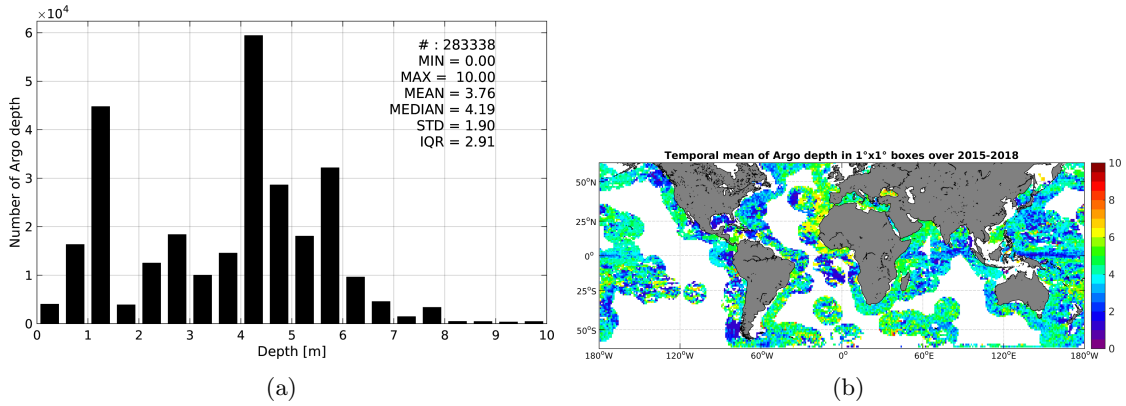 ×10⁴
6
5
4
3
2
1
0
Number of Argo depth
# : 283338
MIN = 0.00
MAX = 10.00
MEAN = 3.76
MEDIAN = 4.19
STD = 1.90
IQR = 2.91
0 1 2 3 4 5 6 7 8 9 10
Depth [m]
(a)
Temporal mean of Argo depth in 1°x1° boxes over 2015-2018
50°N
25°N
0°
25°S
50°S
180°W 120°W 60°W 0° 60°E 120°E 180°W
10
8
6
4
2
0
(b)